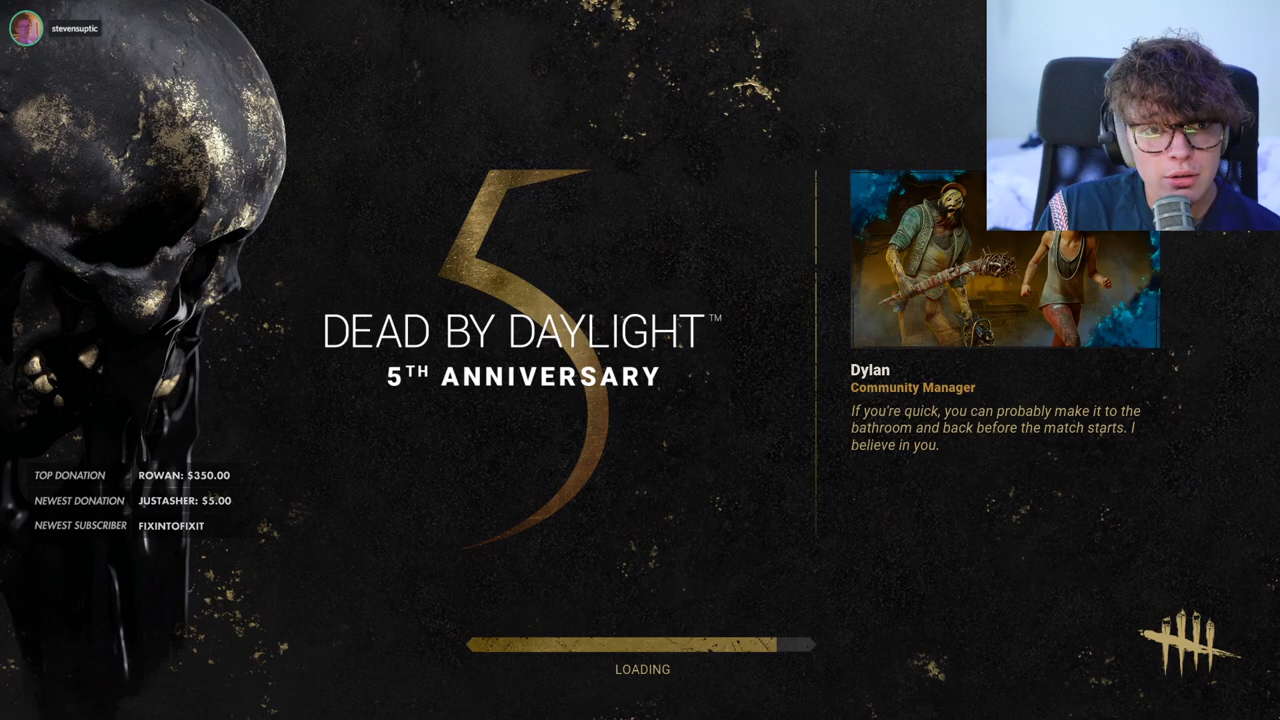 stevensuptic
DEAD BY DAYLIGHT™
5TH ANNIVERSARY
Dylan
Community Manager
If you're quick, you can probably make it to the
bathroom and back before the match starts. I
believe in you.
TOP DONATION ROWAN: $350.00
NEWEST DONATION JUSTASHER: $5.00
NEWEST SUBSCRIBER FIXINTOFIXIT
LOADING